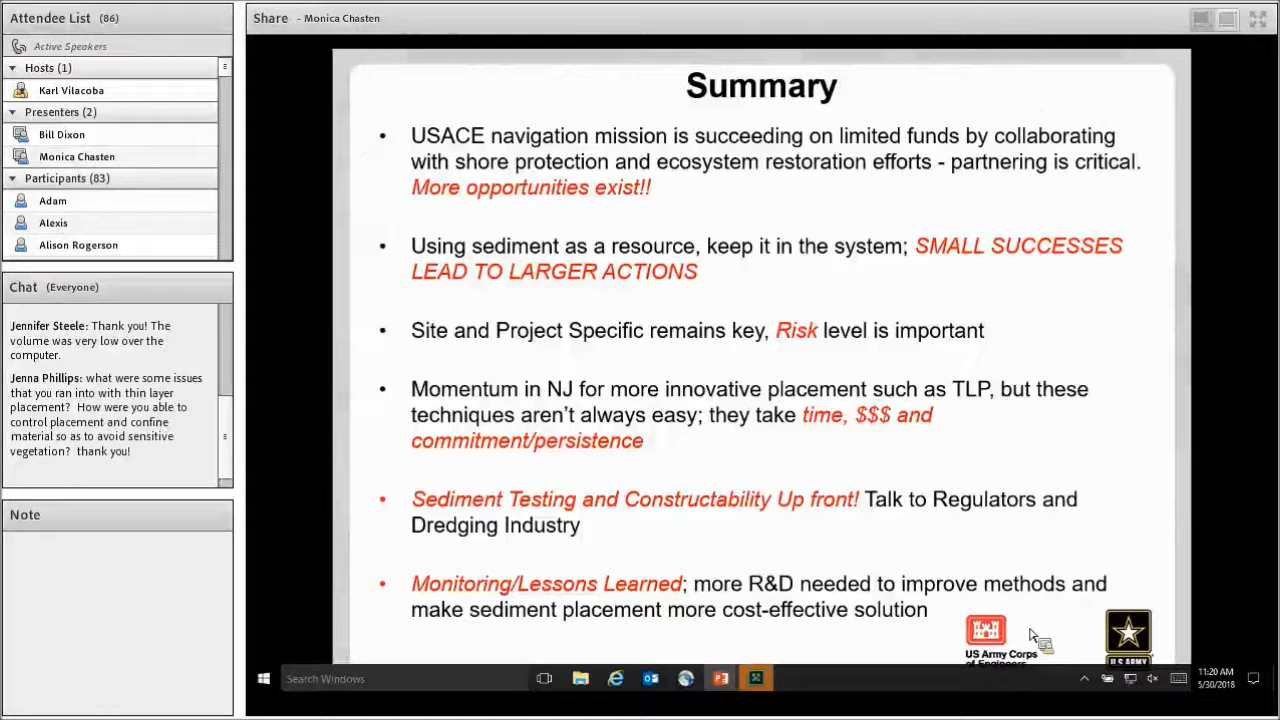 Attendee List (86)
Active Speakers
Hosts (1)
Karl Vilacoba
Presenters (2)
Bill Dixon
Monica Chasten
Participants (83)
Adam
Alexis
Alison Rogerson
Chat (Everyone)
Jennifer Steele: Thank you! The
volume was very low over the
computer.
Jenna Phillips: what were some issues
that you ran into with thin layer
placement? How were you able to
control placement and confine
material so as to avoid sensitive
vegetation? thank you!
Note
Share - Monica Chasten
Summary
• USACE navigation mission is succeeding on limited funds by collaborating
with shore protection and ecosystem restoration efforts - partnering is critical.
More opportunities exist!!
• Using sediment as a resource, keep it in the system; SMALL SUCCESSES
LEAD TO LARGER ACTIONS
• Site and Project Specific remains key, Risk level is important
• Momentum in NJ for more innovative placement such as TLP, but these
techniques aren't always easy; they take time, $$$ and
commitment/persistence
• Sediment Testing and Constructability Up front! Talk to Regulators and
Dredging Industry
• Monitoring/Lessons Learned; more R&D needed to improve methods and
make sediment placement more cost-effective solution
US Army Corps
of Engineers
U.S. ARMY
Search Windows
11:20 AM
5/30/2018